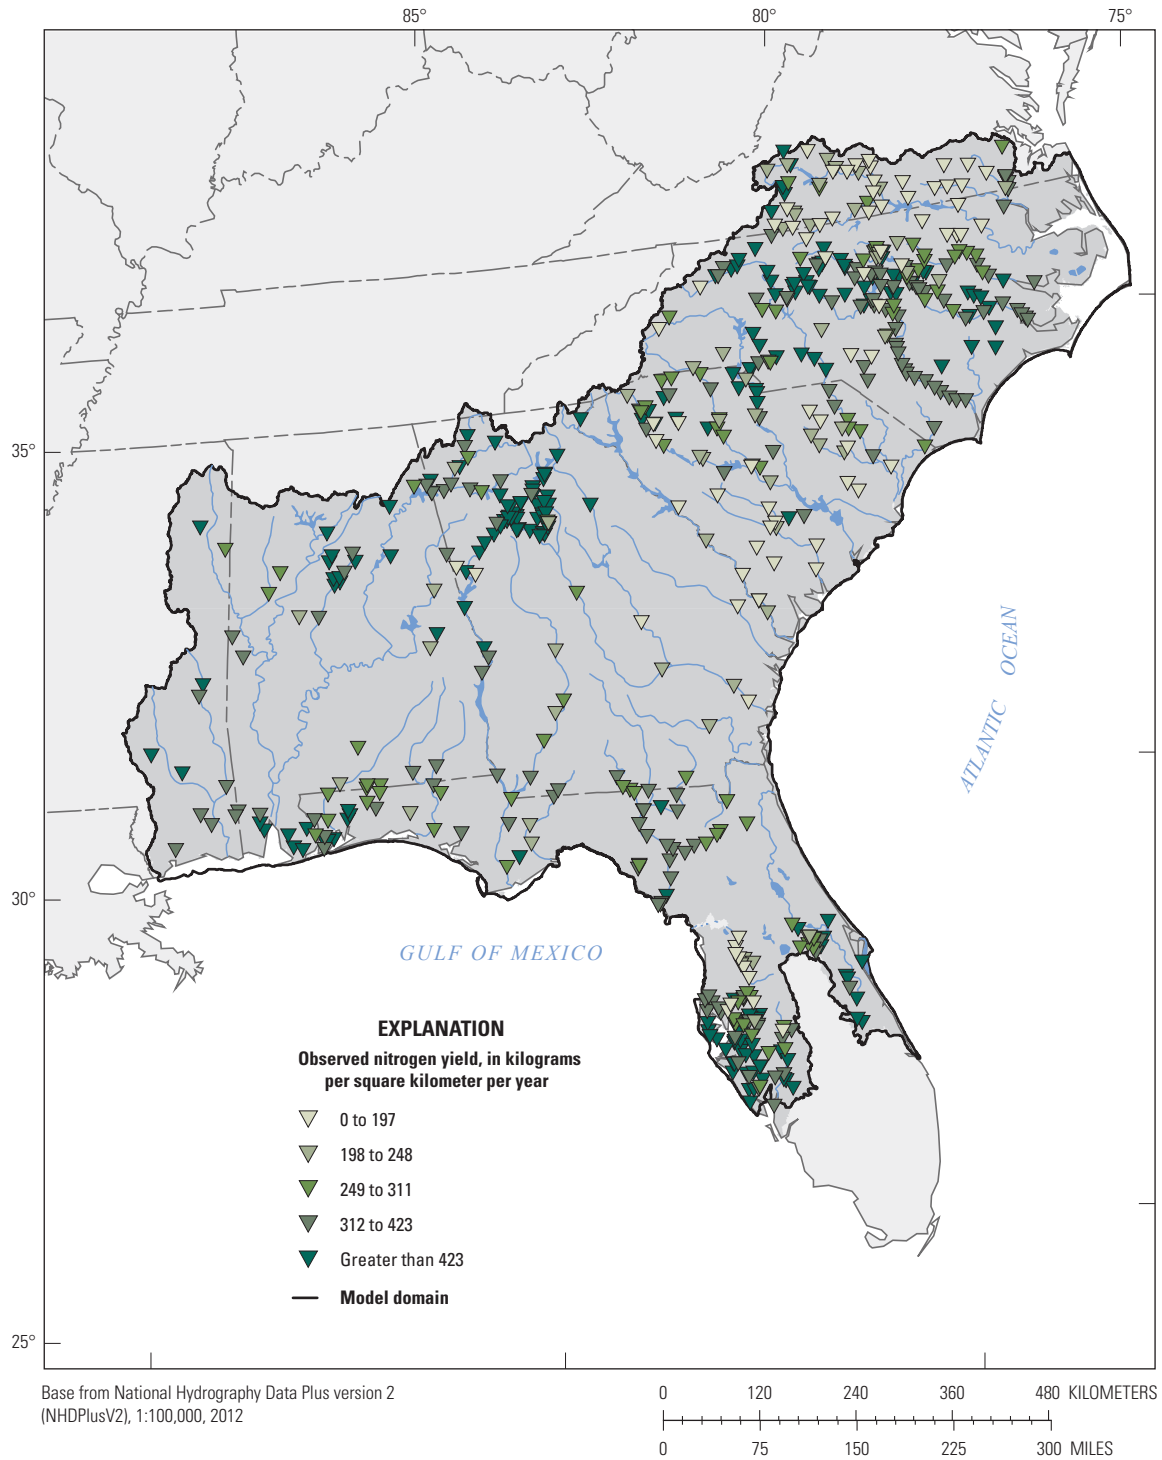 85° 80° 75°
35°
ATLANTIC OCEAN
30°
GULF OF MEXICO
EXPLANATION
Observed nitrogen yield, in kilograms
per square kilometer per year
0 to 197
198 to 248
249 to 311
312 to 423
Greater than 423
Model domain
25°
Base from National Hydrography Data Plus version 2
(NHDPlusV2), 1:100,000, 2012
0 120 240 360 480 KILOMETERS
0 75 150 225 300 MILES